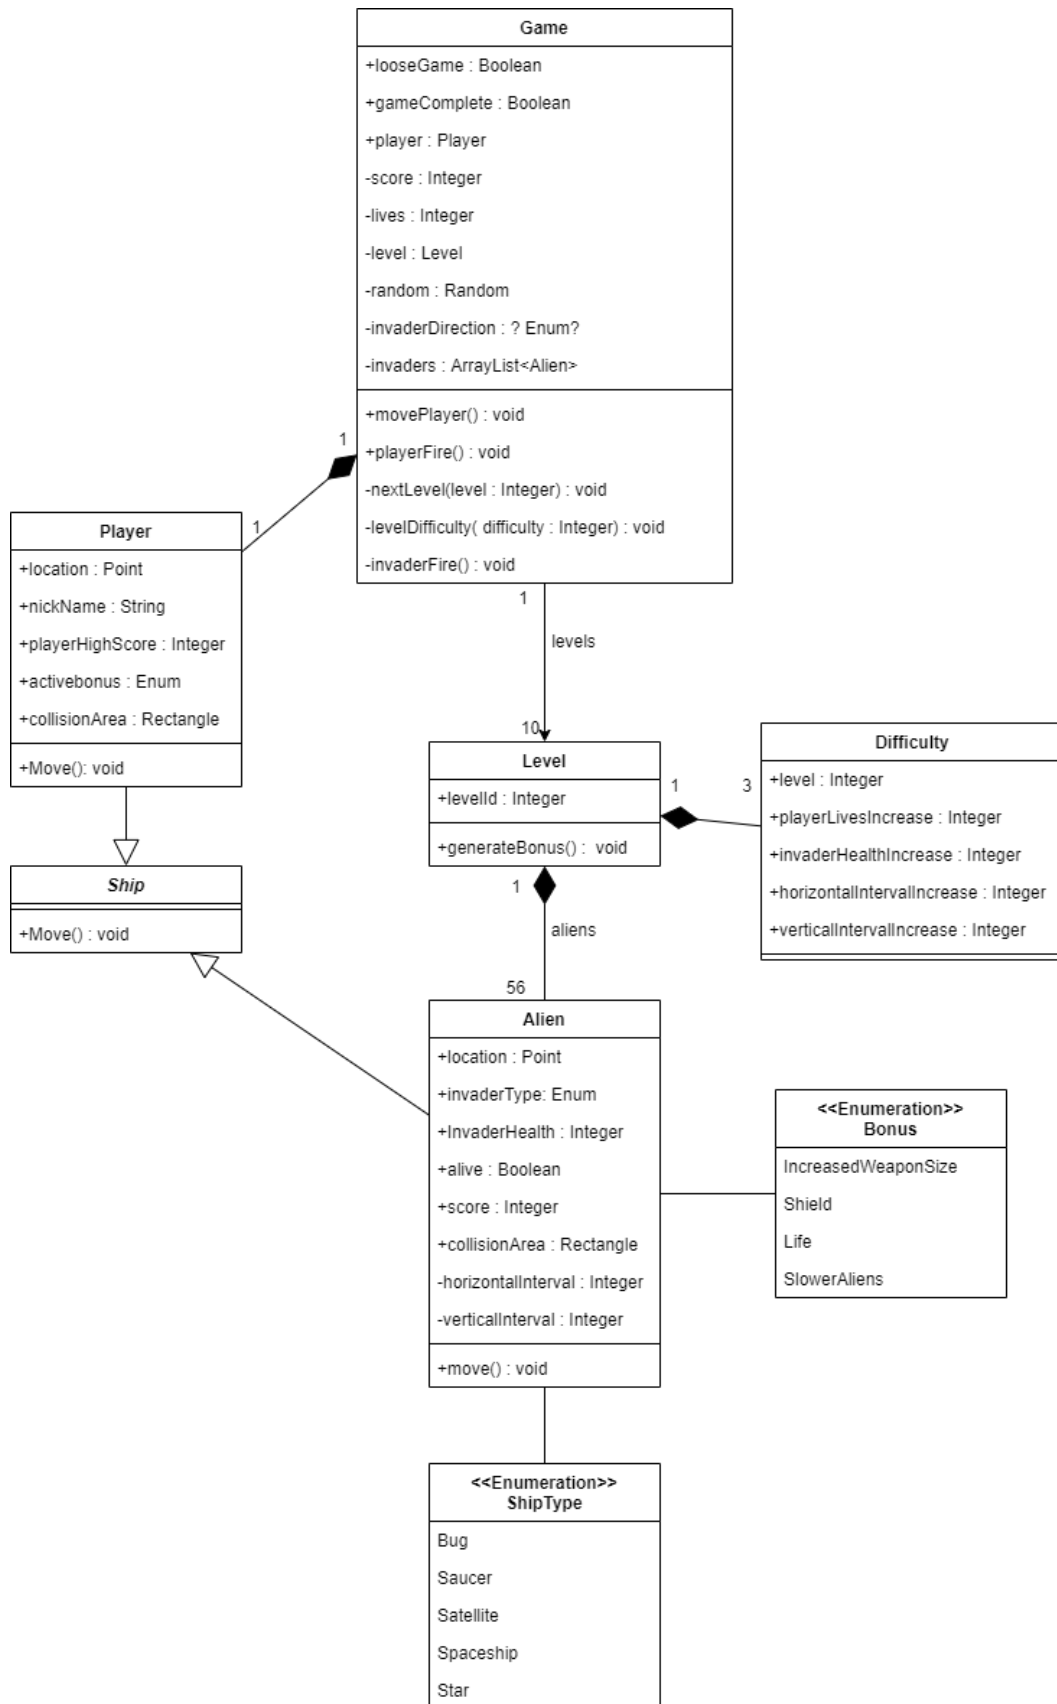 Game
+looseGame : Boolean
+gameComplete : Boolean
+player : Player
-score : Integer
-lives : Integer
-level : Level
-random : Random
-invaderDirection : ? Enum?
-invaders : ArrayList<Alien>
+movePlayer() : void
+playerFire() : void
-nextLevel(level : Integer) : void
-levelDifficulty( difficulty : Integer) : void
-invaderFire() : void
1
1
Player
+location : Point
+nickName : String
+playerHighScore : Integer
+activebonus : Enum
+collisionArea : Rectangle
+Move(): void
Ship
+Move() : void
1
levels
10
Level
+levelId : Integer
+generateBonus() : void
1
3
Difficulty
+level : Integer
+playerLivesIncrease : Integer
+invaderHealthIncrease : Integer
+horizontalIntervalIncrease : Integer
+verticalIntervalIncrease : Integer
1
aliens
56
Alien
+location : Point
+invaderType: Enum
+InvaderHealth : Integer
+alive : Boolean
+score : Integer
+collisionArea : Rectangle
-horizontalInterval : Integer
-verticalInterval : Integer
+move() : void
<<Enumeration>>
Bonus
IncreasedWeaponSize
Shield
Life
SlowerAliens
<<Enumeration>>
ShipType
Bug
Saucer
Satellite
Spaceship
Star